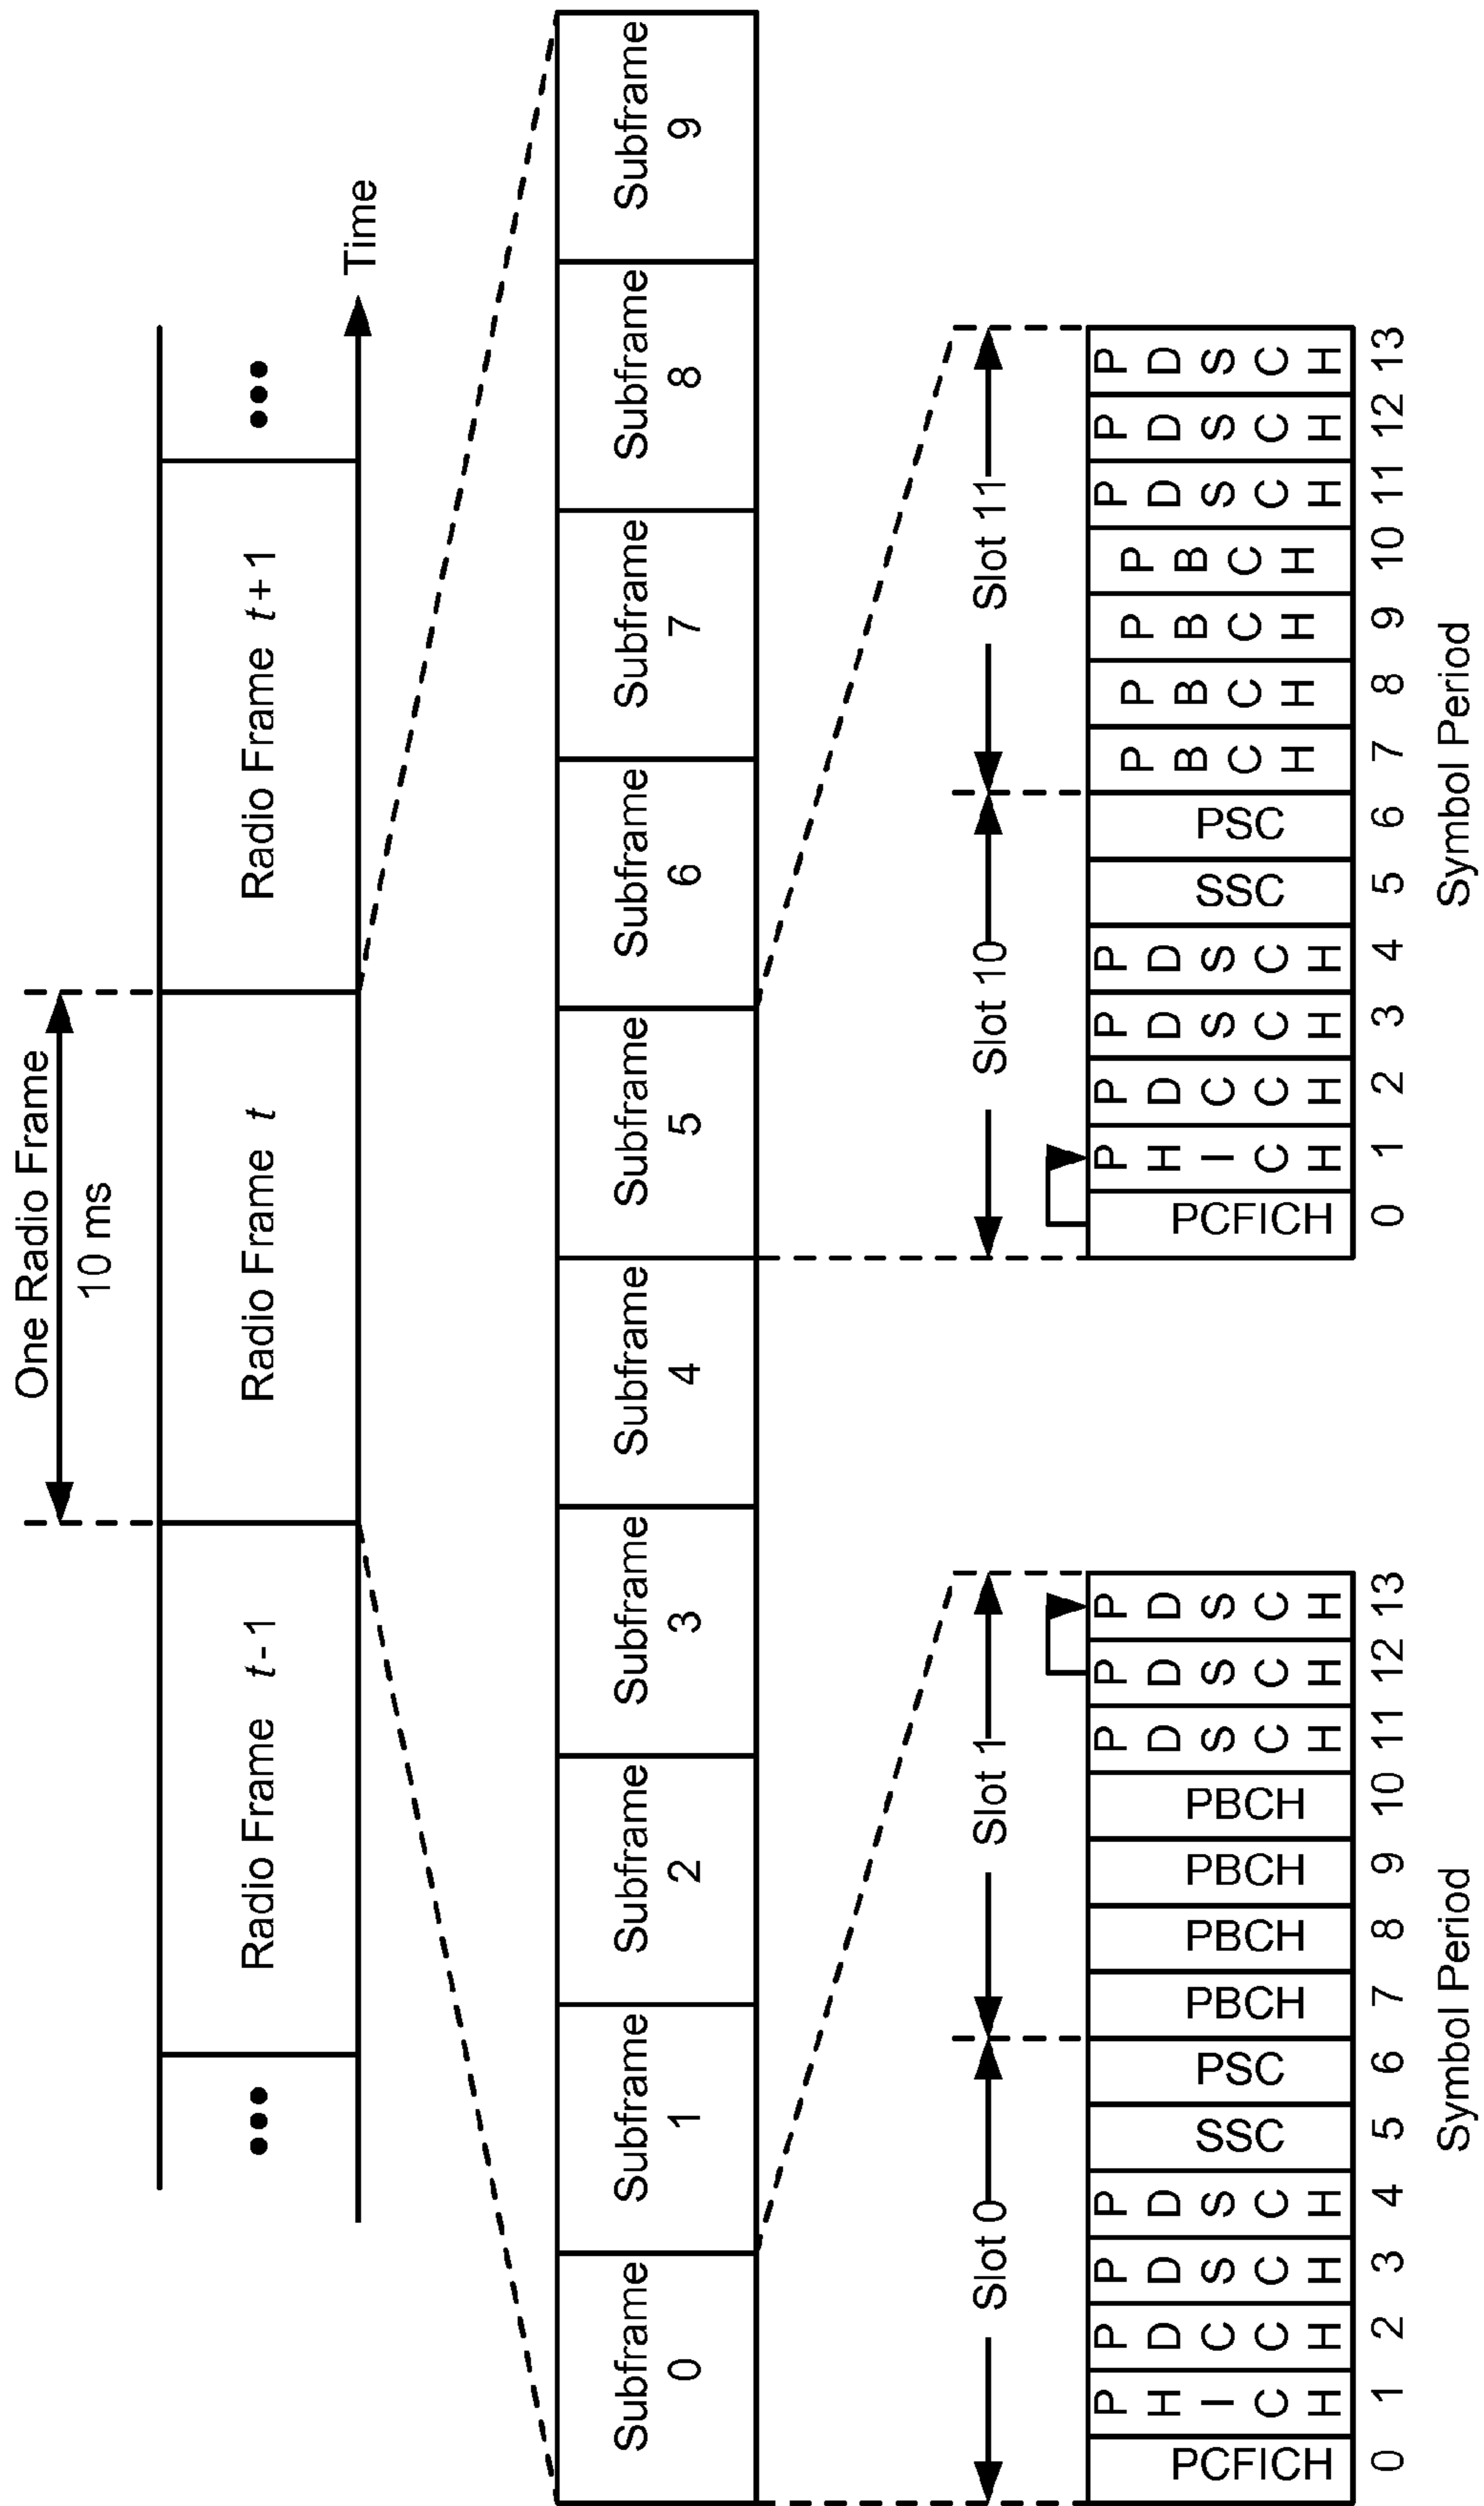 One Radio Frame
10 ms
•••
Radio Frame t-1
Radio Frame t
Radio Frame t+1
•••
Time
Subframe 0
Subframe 1
Subframe 2
Subframe 3
Subframe 4
Subframe 5
Subframe 6
Subframe 7
Subframe 8
Subframe 9
Slot 0
Slot 1
PCFICH
PHICH
PDCCH
PDSCH
PDSCH
SSC
PSC
PBCH
PBCH
PBCH
PBCH
PDSCH
PDSCH
PDSCH
0 1 2 3 4 5 6 7 8 9 10 11 12 13
Symbol Period
Slot 10
Slot 11
PCFICH
PHICH
PDCCH
PDSCH
PDSCH
SSC
PSC
PBCH
PBCH
PBCH
PBCH
PDSCH
PDSCH
PDSCH
0 1 2 3 4 5 6 7 8 9 10 11 12 13
Symbol Period